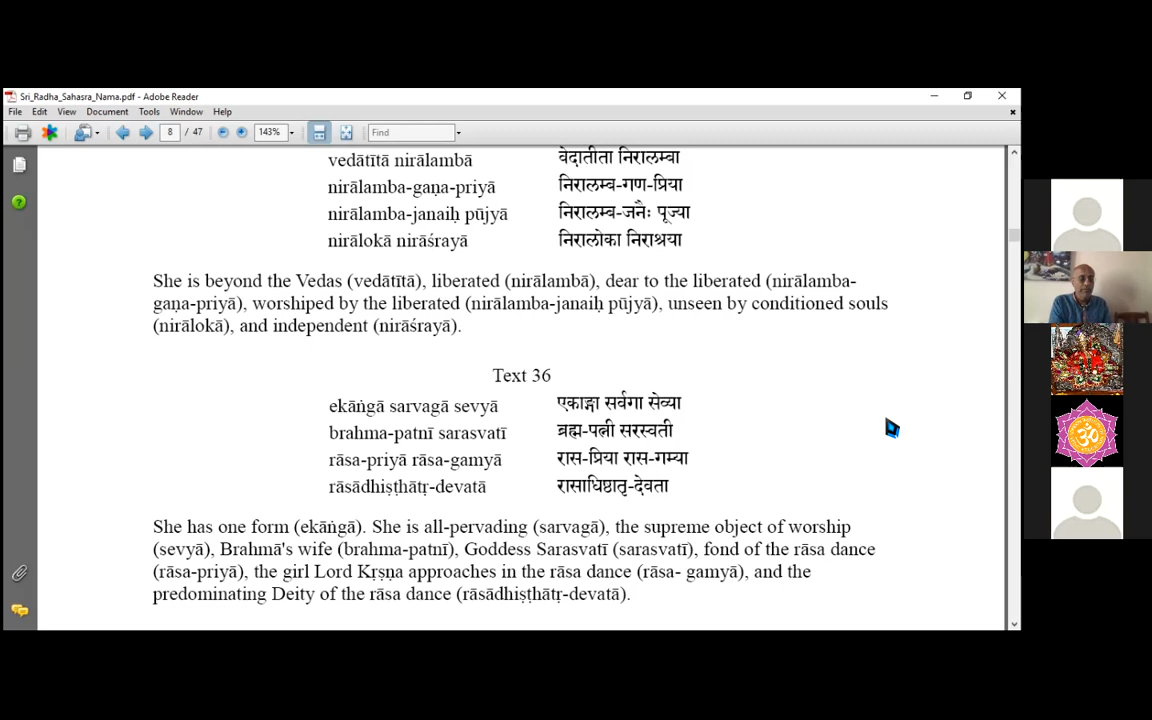 Sri_Radha_Sahasra_Nama.pdf - Adobe Reader
File Edit View Document Tools Window Help
8 / 47 143% Find
vedātītā nirālambā वेदातीता निरालम्बा
nirālamba-gaṇa-priyā निरालम्ब-गण-प्रिया
nirālamba-janaiḥ pūjyā निरालम्ब-जनैः पूज्या
nirālokā nirāśrayā निरालोका निराश्रया
She is beyond the Vedas (vedātītā), liberated (nirālambā), dear to the liberated (nirālamba-
gaṇa-priyā), worshiped by the liberated (nirālamba-janaiḥ pūjyā), unseen by conditioned souls
(nirālokā), and independent (nirāśrayā).
Text 36
ekāṅgā sarvagā sevyā एकाङ्गा सर्वगा सेव्या
brahma-patnī sarasvatī ब्रह्म-पत्नी सरस्वती
rāsa-priyā rāsa-gamyā रास-प्रिया रास-गम्या
rāsādhiṣṭhātṛ-devatā रासाधिष्ठातृ-देवता
She has one form (ekāṅgā). She is all-pervading (sarvagā), the supreme object of worship
(sevyā), Brahmā's wife (brahma-patnī), Goddess Sarasvatī (sarasvatī), fond of the rāsa dance
(rāsa-priyā), the girl Lord Kṛṣṇa approaches in the rāsa dance (rāsa- gamyā), and the
predominating Deity of the rāsa dance (rāsādhiṣṭhātṛ-devatā).
ॐ